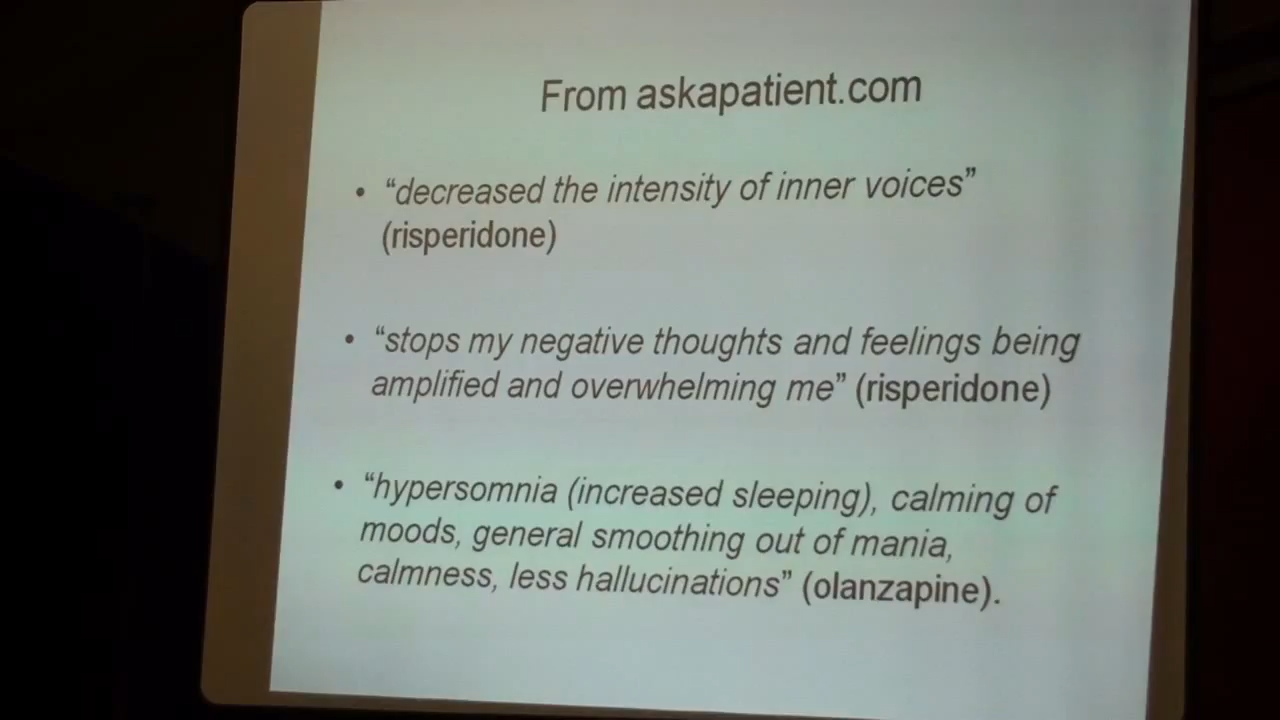 From askapatient.com
• “decreased the intensity of inner voices”
(risperidone)
• “stops my negative thoughts and feelings being
amplified and overwhelming me” (risperidone)
• “hypersomnia (increased sleeping), calming of
moods, general smoothing out of mania,
calmness, less hallucinations” (olanzapine).